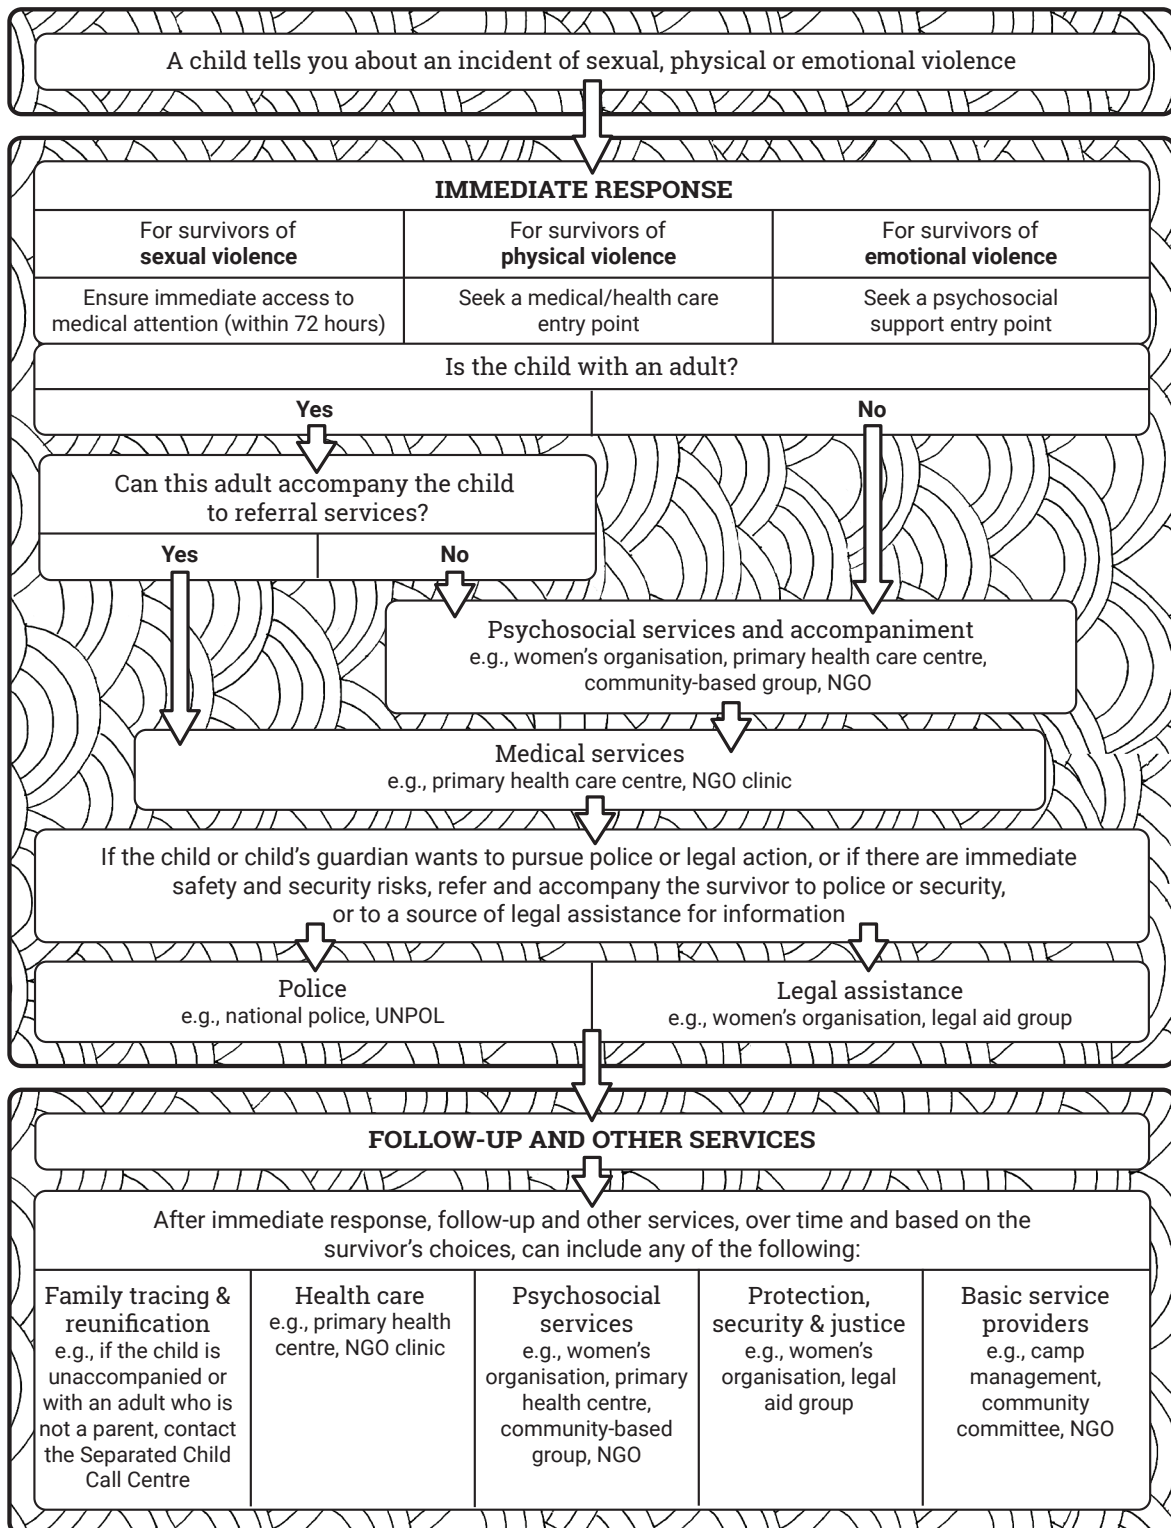 A child tells you about an incident of sexual, physical or emotional violence
IMMEDIATE RESPONSE
For survivors of
sexual violence
For survivors of
physical violence
For survivors of
emotional violence
Ensure immediate access to
medical attention (within 72 hours)
Seek a medical/health care
entry point
Seek a psychosocial
support entry point
Is the child with an adult?
Yes
No
Can this adult accompany the child
to referral services?
Yes
No
Psychosocial services and accompaniment
e.g., women's organisation, primary health care centre,
community-based group, NGO
Medical services
e.g., primary health care centre, NGO clinic
If the child or child's guardian wants to pursue police or legal action, or if there are immediate
safety and security risks, refer and accompany the survivor to police or security,
or to a source of legal assistance for information
Police
e.g., national police, UNPOL
Legal assistance
e.g., women's organisation, legal aid group
FOLLOW-UP AND OTHER SERVICES
After immediate response, follow-up and other services, over time and based on the
survivor's choices, can include any of the following:
Family tracing &
reunification
e.g., if the child is
unaccompanied or
with an adult who is
not a parent, contact
the Separated Child
Call Centre
Health care
e.g., primary health
centre, NGO clinic
Psychosocial
services
e.g., women's
organisation, primary
health centre,
community-based
group, NGO
Protection,
security & justice
e.g., women's
organisation, legal
aid group
Basic service
providers
e.g., camp
management,
community
committee, NGO